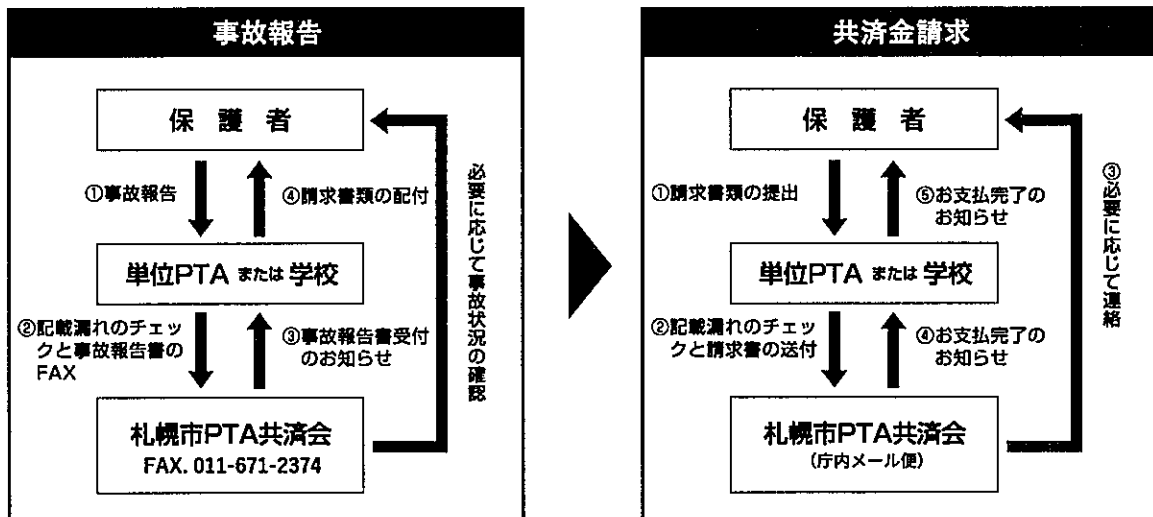 事故報告
保 護 者
①事故報告
④請求書類の配付
単位PTA または 学校
②記載漏れのチェッ
クと事故報告書の
FAX
③事故報告書受付
のお知らせ
札幌市PTA共済会
FAX. 011-671-2374
必要に応じて事故状況の確認
共済金請求
保 護 者
①請求書類の提出
⑤お支払完了の
お知らせ
単位PTA または 学校
②記載漏れのチェッ
クと請求書の送付
④お支払完了の
お知らせ
札幌市PTA共済会
(庁内メール便)
③必要に応じて連絡